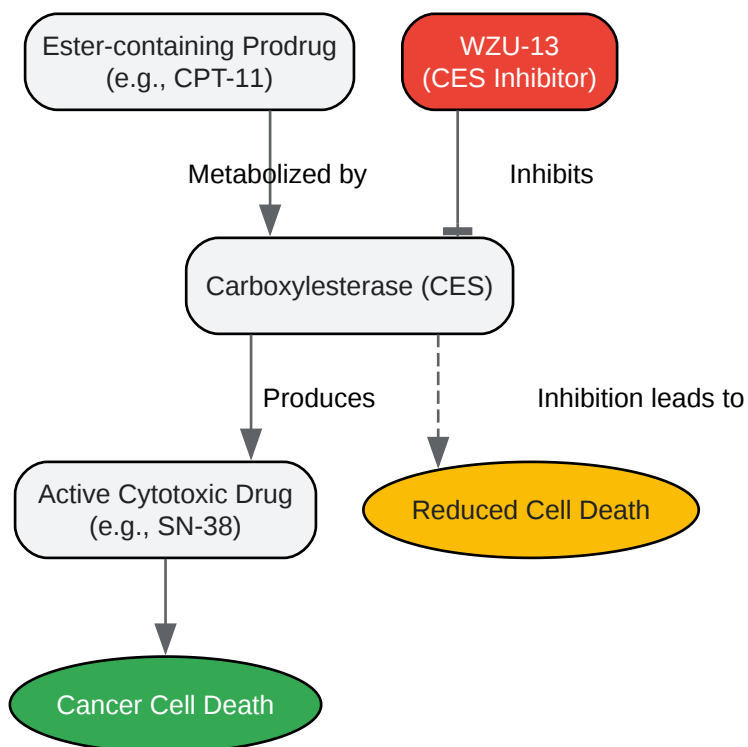 Ester-containing Prodrug
(e.g., CPT-11)
WZU-13
(CES Inhibitor)
Metabolized by
Inhibits
Carboxylesterase (CES)
Produces
Inhibition leads to
Active Cytotoxic Drug
(e.g., SN-38)
Reduced Cell Death
Cancer Cell Death